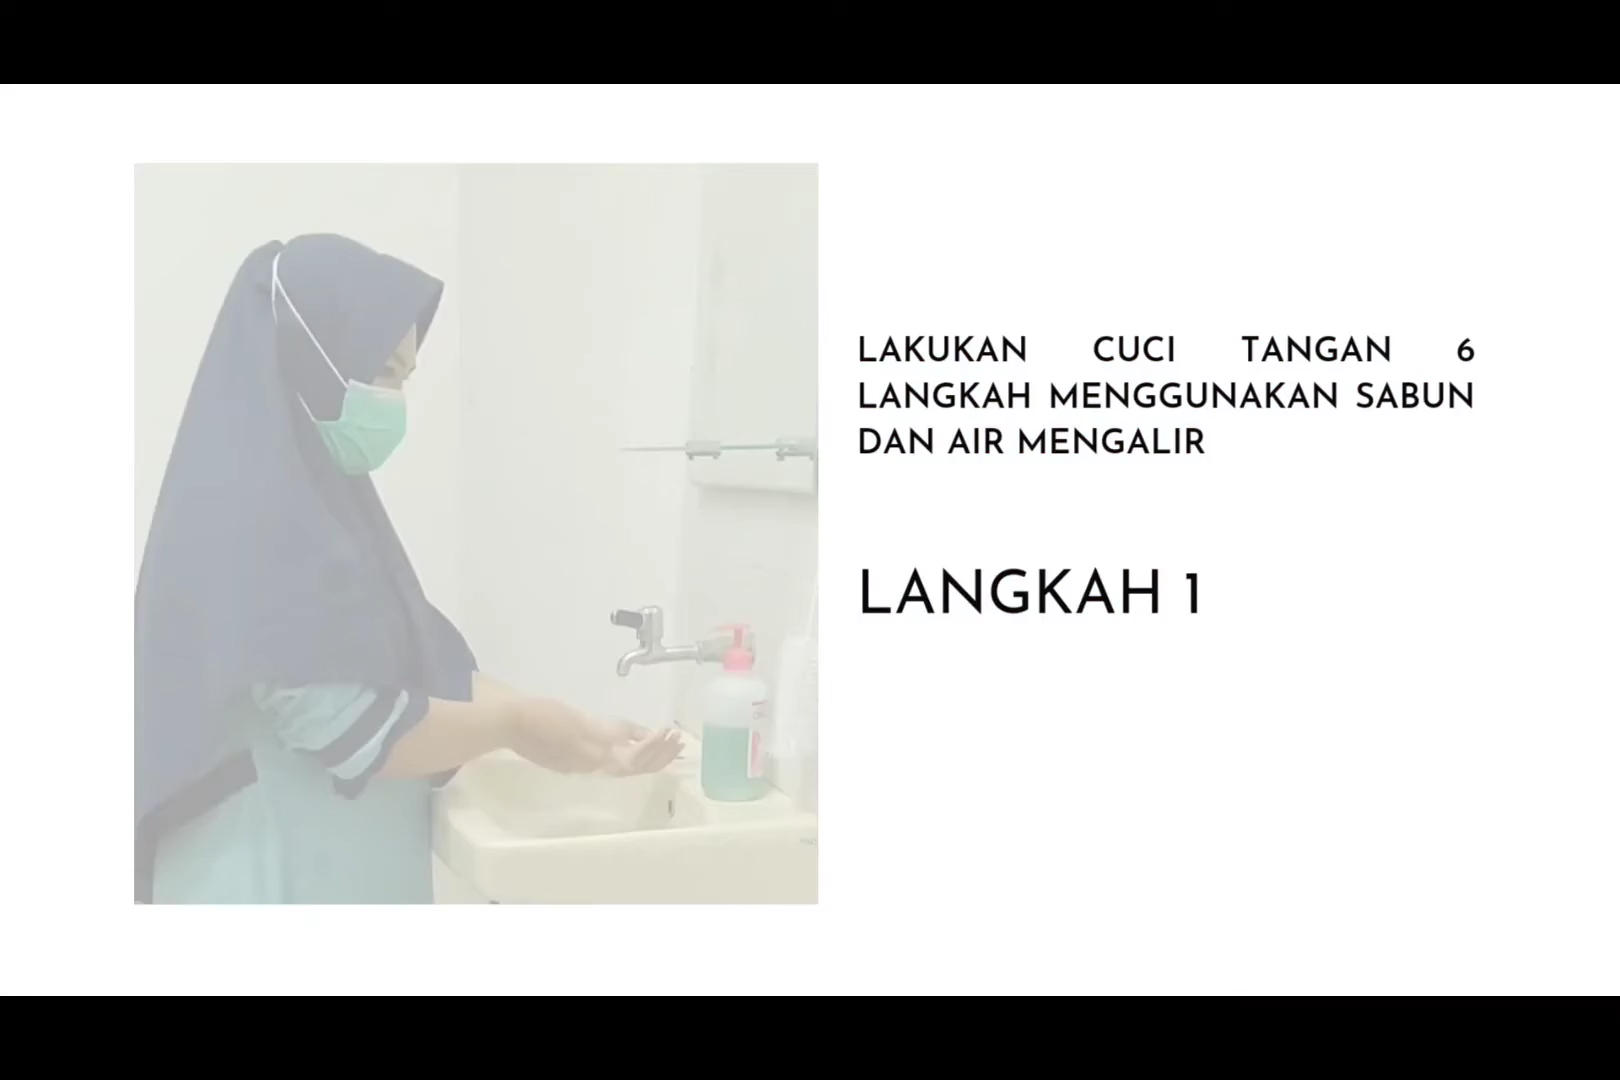 LAKUKAN CUCI TANGAN 6
LANGKAH MENGGUNAKAN SABUN
DAN AIR MENGALIR
LANGKAH 1